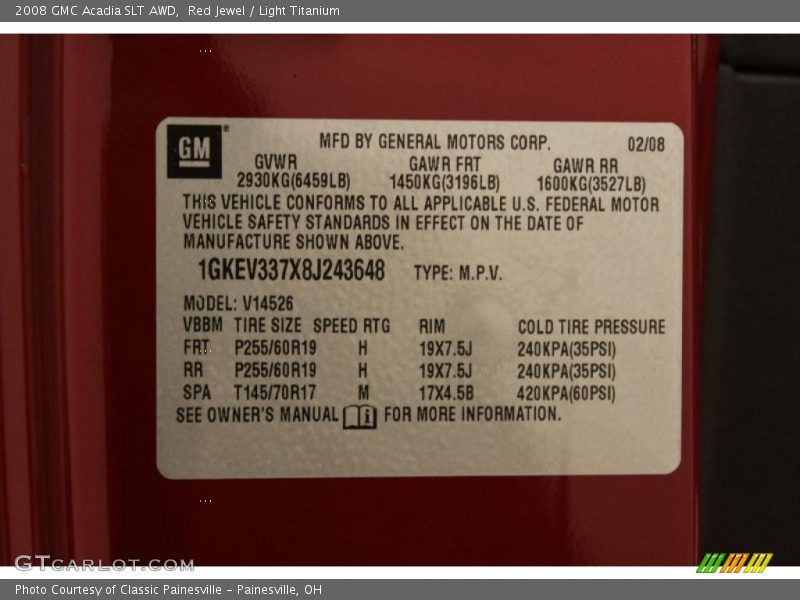 2008 GMC Acadia SLT AWD, Red Jewel / Light Titanium
GM
MFD BY GENERAL MOTORS CORP. 02/08
GVWR GAWR FRT GAWR RR
2930KG(6459LB) 1450KG(3196LB) 1600KG(3527LB)
THIS VEHICLE CONFORMS TO ALL APPLICABLE U.S. FEDERAL MOTOR
VEHICLE SAFETY STANDARDS IN EFFECT ON THE DATE OF
MANUFACTURE SHOWN ABOVE.
1GKEV337X8J243648 TYPE: M.P.V.
MODEL: V14526
VBBM TIRE SIZE SPEED RTG RIM COLD TIRE PRESSURE
FRT P255/60R19 H 19X7.5J 240KPA(35PSI)
RR P255/60R19 H 19X7.5J 240KPA(35PSI)
SPA T145/70R17 M 17X4.5B 420KPA(60PSI)
SEE OWNER'S MANUAL FOR MORE INFORMATION.
GTCARLOT.COM
Photo Courtesy of Classic Painesville - Painesville, OH